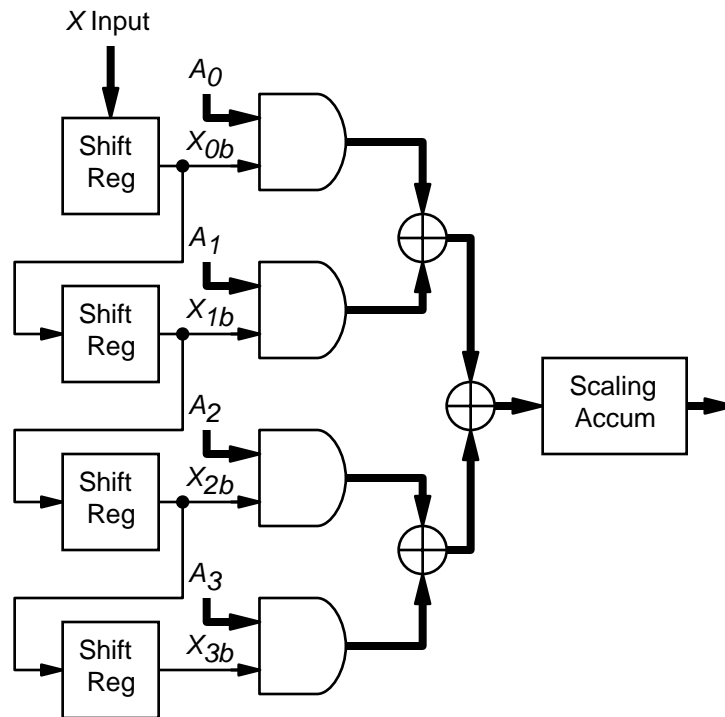 X Input
A0
Shift
Reg
X0b
A1
Shift
Reg
X1b
Scaling
Accum
A2
Shift
Reg
X2b
A3
Shift
Reg
X3b